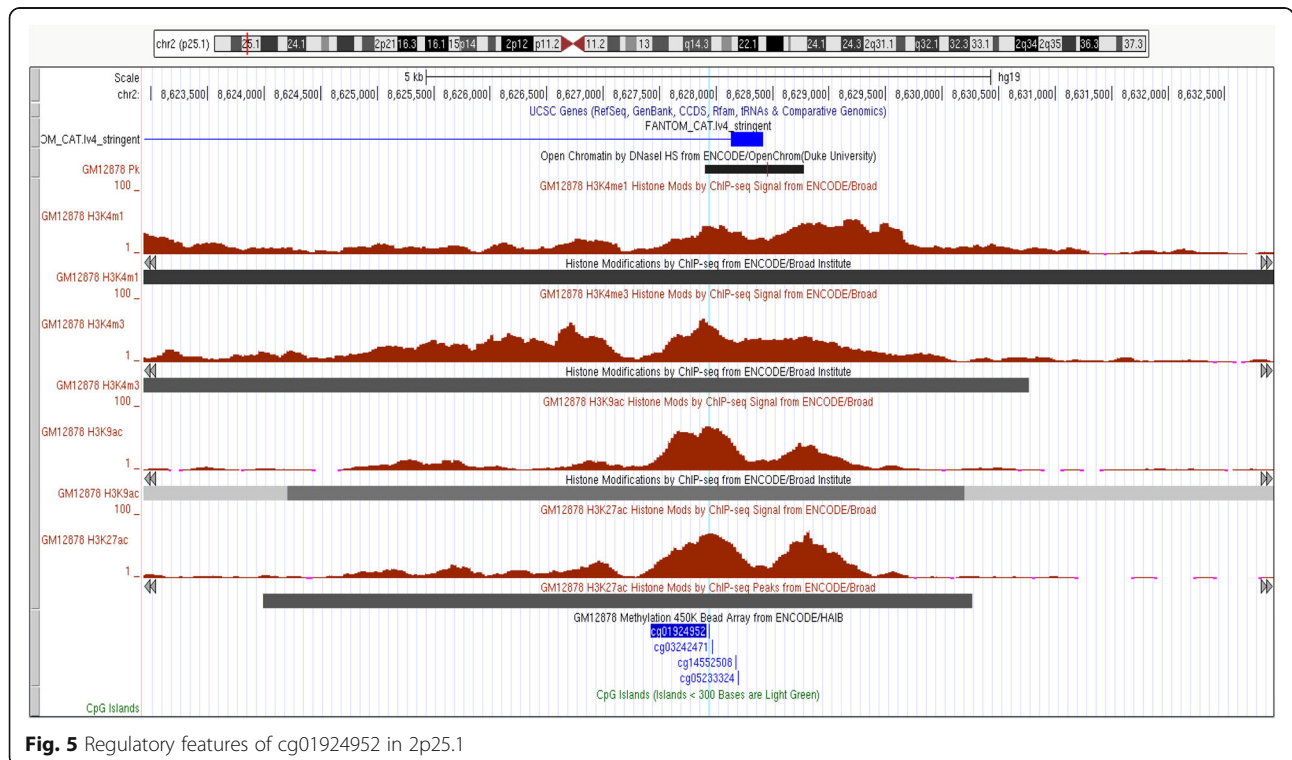 chr2 (p25.1) 25.1 24.1 2p21 16.3 16.1 15 p14 2p12 p11.2 11.2 13 q14.3 22.1 24.1 24.3 2q31.1 q32.1 32.3 33.1 2q34 2q35 36.3 37.3
Scale 5 kb hg19
chr2: 8,623,500 8,624,000 8,624,500 8,625,000 8,625,500 8,626,000 8,626,500 8,627,000 8,627,500 8,628,000 8,628,500 8,629,000 8,629,500 8,630,000 8,630,500 8,631,000 8,631,500 8,632,000 8,632,500
UCSC Genes (RefSeq, GenBank, CCDS, Rfam, tRNAs & Comparative Genomics)
FANTOM_CAT.lv4_stringent
OM_CAT.lv4_stringent
Open Chromatin by DNaseI HS from ENCODE/OpenChrom(Duke University)
GM12878 Pk
100 _ GM12878 H3K4me1 Histone Mods by ChIP-seq Signal from ENCODE/Broad
GM12878 H3K4m1
1 _
Histone Modifications by ChIP-seq from ENCODE/Broad Institute
GM12878 H3K4m1
100 _ GM12878 H3K4me3 Histone Mods by ChIP-seq Signal from ENCODE/Broad
GM12878 H3K4m3
1 _
Histone Modifications by ChIP-seq from ENCODE/Broad Institute
GM12878 H3K4m3
100 _ GM12878 H3K9ac Histone Mods by ChIP-seq Signal from ENCODE/Broad
GM12878 H3K9ac
1 _
Histone Modifications by ChIP-seq from ENCODE/Broad Institute
GM12878 H3K9ac
100 _ GM12878 H3K27ac Histone Mods by ChIP-seq Signal from ENCODE/Broad
GM12878 H3K27ac
1 _
GM12878 H3K27ac Histone Mods by ChIP-seq Peaks from ENCODE/Broad
GM12878 Methylation 450K Bead Array from ENCODE/HAIB
cg01924952
cg03242471
cg14552508
cg05233324
CpG Islands (Islands < 300 Bases are Light Green)
CpG Islands
Fig. 5 Regulatory features of cg01924952 in 2p25.1